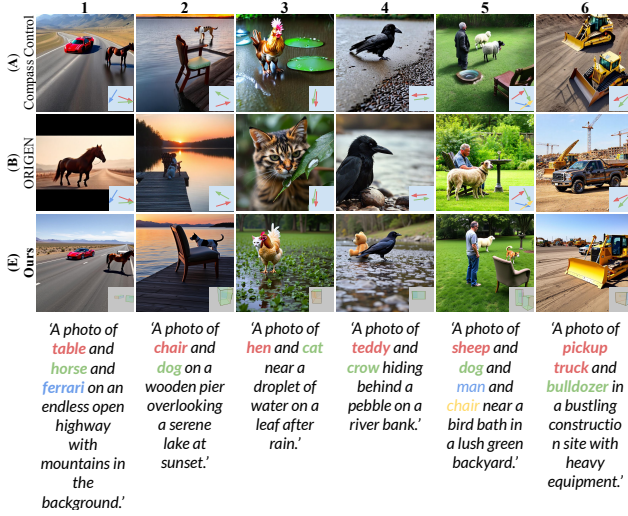 1 2 3 4 5 6
(A)
Compass Control
(B)
ORIGEN
(E)
Ours
'A photo of
table and
horse and
ferrari on an
endless open
highway
with
mountains in
the
background.'
'A photo of
chair and
dog on a
wooden pier
overlooking
a serene
lake at
sunset.'
'A photo of
hen and cat
near a
droplet of
water on a
leaf after
rain.'
'A photo of
teddy and
crow hiding
behind a
pebble on a
river bank.'
'A photo of
sheep and
dog and
man and
chair near a
bird bath in
a lush green
backyard.'
'A photo of
pickup
truck and
bulldozer in
a bustling
constructio
n site with
heavy
equipment.'